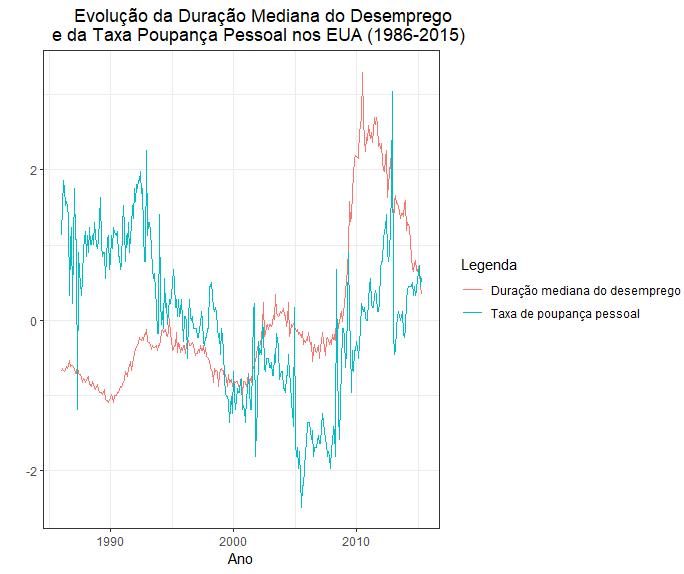 Evolução da Duração Mediana do Desemprego
e da Taxa Poupança Pessoal nos EUA (1986-2015)
2
0
-2
1990
2000
2010
Ano
Legenda
Duração mediana do desemprego
Taxa de poupança pessoal